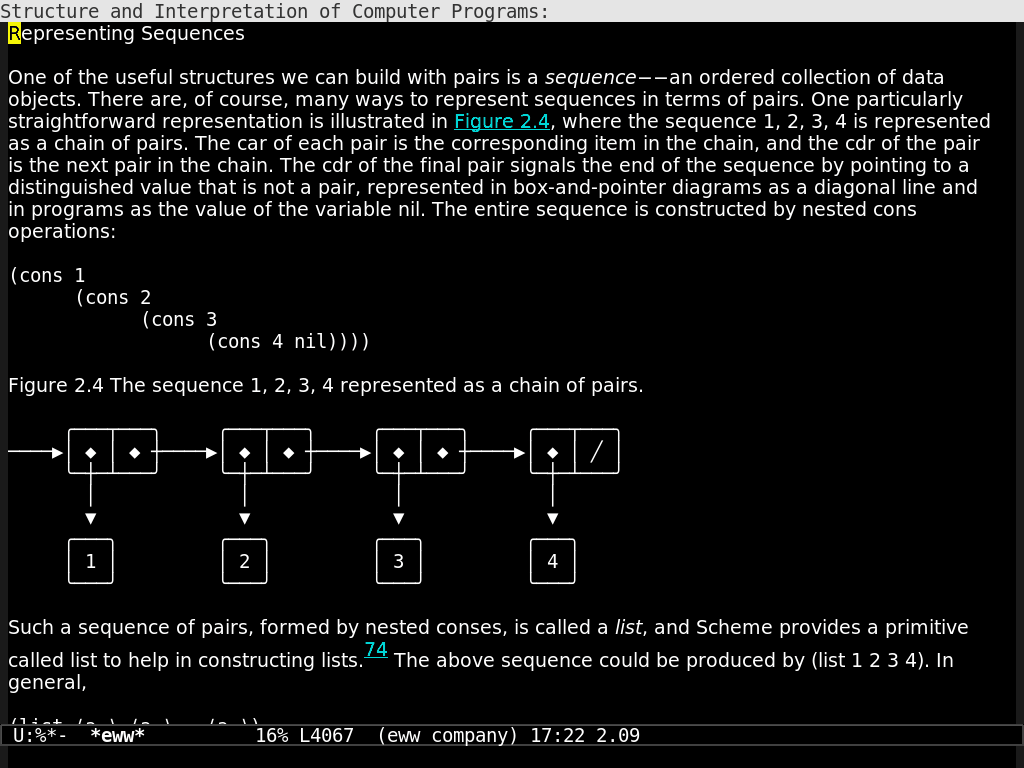 Structure and Interpretation of Computer Programs:
Representing Sequences
One of the useful structures we can build with pairs is a sequence––an ordered collection of data
objects. There are, of course, many ways to represent sequences in terms of pairs. One particularly
straightforward representation is illustrated in Figure 2.4, where the sequence 1, 2, 3, 4 is represented
as a chain of pairs. The car of each pair is the corresponding item in the chain, and the cdr of the pair
is the next pair in the chain. The cdr of the final pair signals the end of the sequence by pointing to a
distinguished value that is not a pair, represented in box-and-pointer diagrams as a diagonal line and
in programs as the value of the variable nil. The entire sequence is constructed by nested cons
operations:
(cons 1
(cons 2
(cons 3
(cons 4 nil))))
Figure 2.4 The sequence 1, 2, 3, 4 represented as a chain of pairs.
1 2 3 4
Such a sequence of pairs, formed by nested conses, is called a list, and Scheme provides a primitive
called list to help in constructing lists.74 The above sequence could be produced by (list 1 2 3 4). In
general,
U:%*- *eww* 16% L4067 (eww company) 17:22 2.09